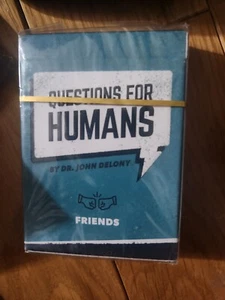 QUESTIONS FOR
HUMANS
BY DR. JOHN DELONY
FRIENDS